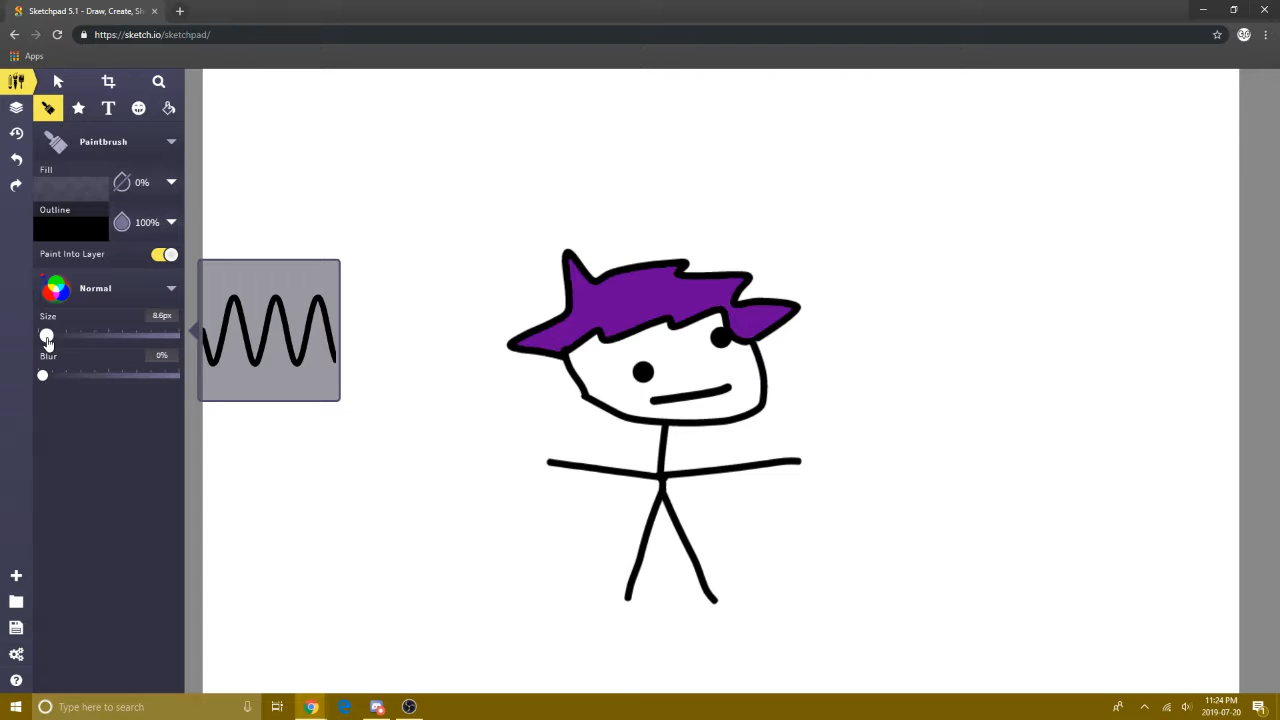 Sketchpad 5.1 - Draw, Create, Sh
https://sketch.io/sketchpad/
Apps
T
Paintbrush
Fill
0%
Outline
100%
Paint Into Layer
Normal
Size
8.6px
Blur
0%
Type here to search
11:24 PM
2019-07-20